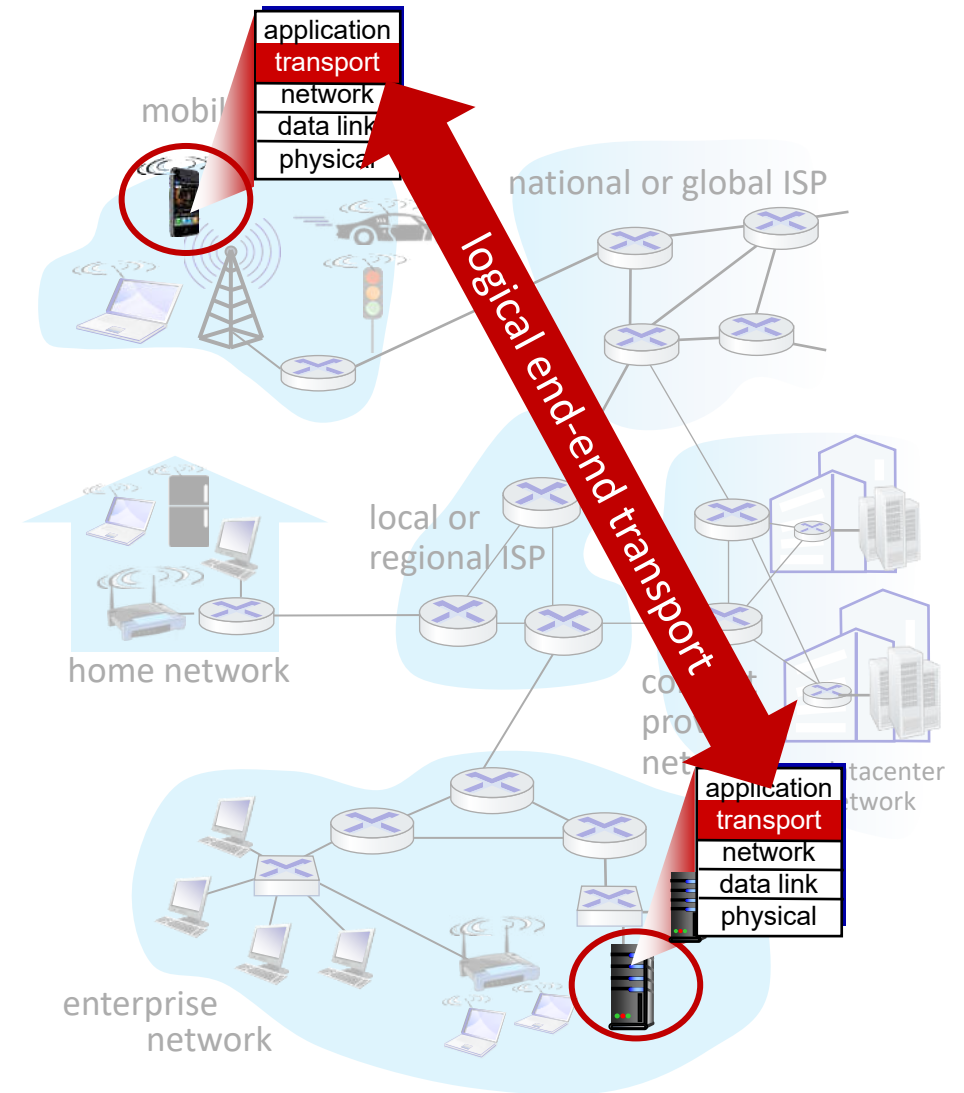 application
transport
network
data link
physical
mobil
national or global ISP
logical end-end transport
local or
regional ISP
home network
application
transport
network
data link
physical
enterprise
network